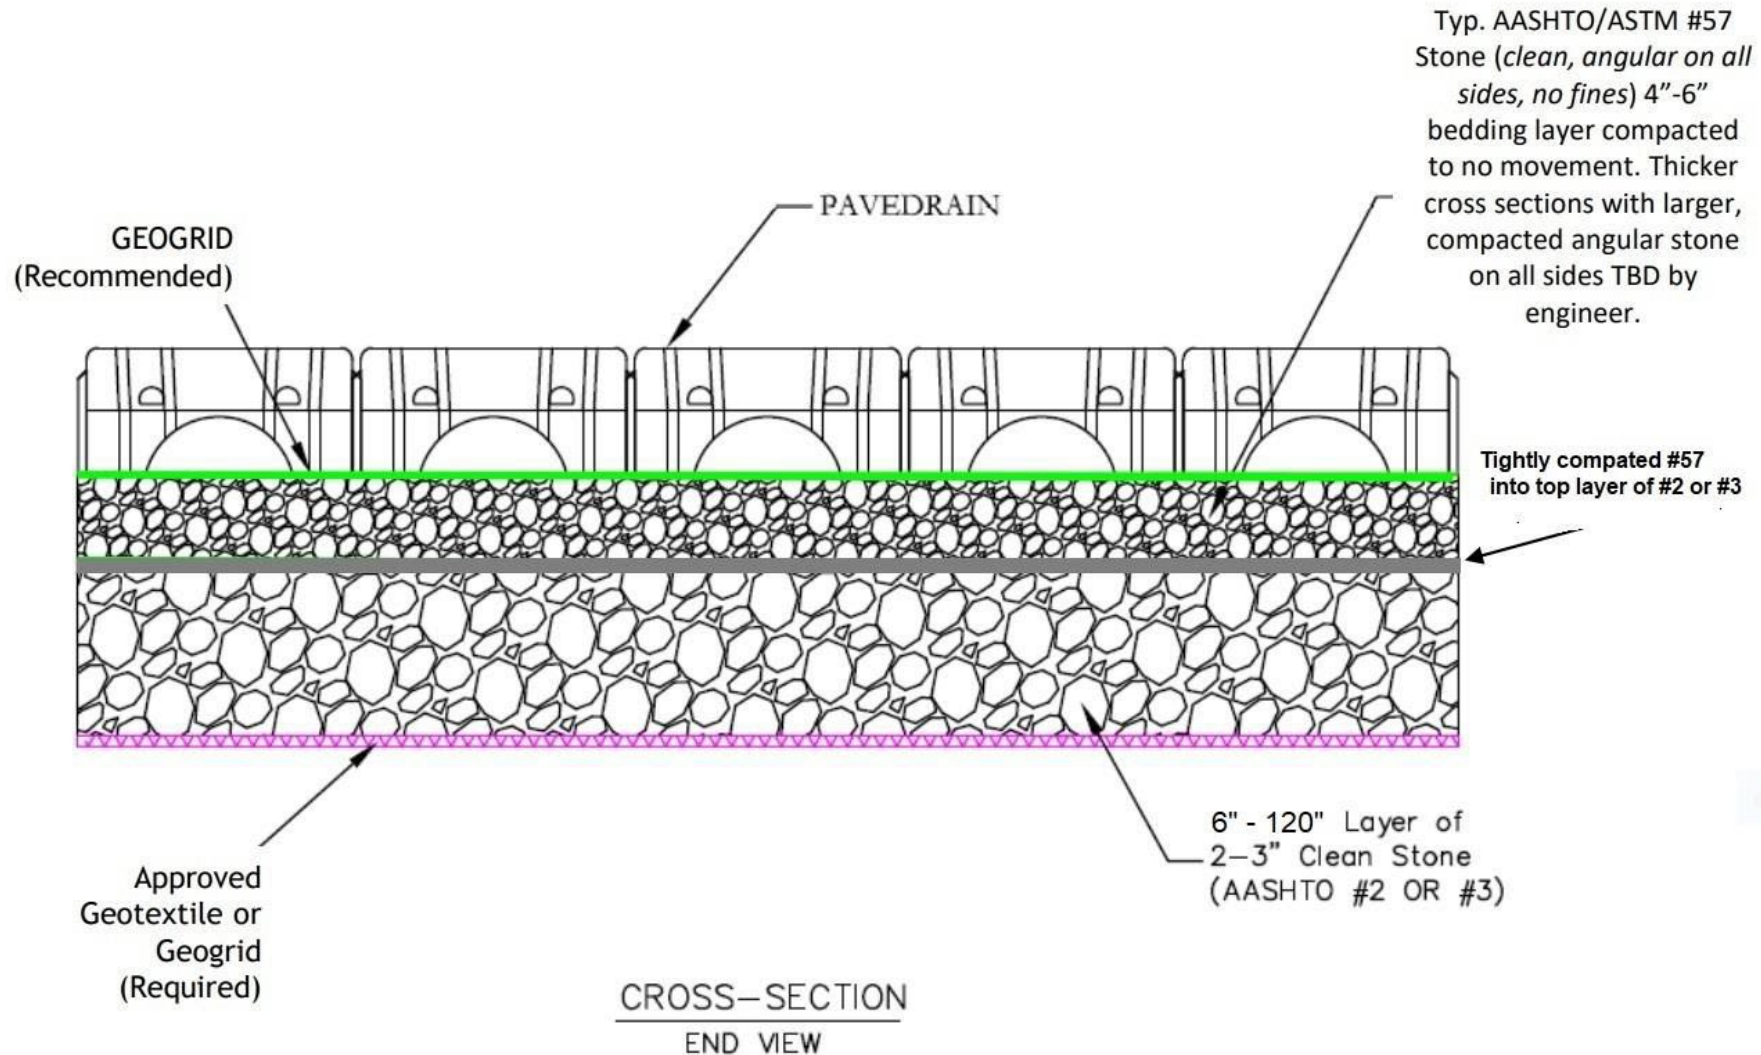 Typ. AASHTO/ASTM #57
Stone (clean, angular on all
sides, no fines) 4”-6”
bedding layer compacted
to no movement. Thicker
cross sections with larger,
compacted angular stone
on all sides TBD by
engineer.
PAVEDRAIN
GEOGRID
(Recommended)
Tightly compated #57
into top layer of #2 or #3
6" - 120" Layer of
2–3” Clean Stone
(AASHTO #2 OR #3)
Approved
Geotextile or
Geogrid
(Required)
CROSS–SECTION
END VIEW